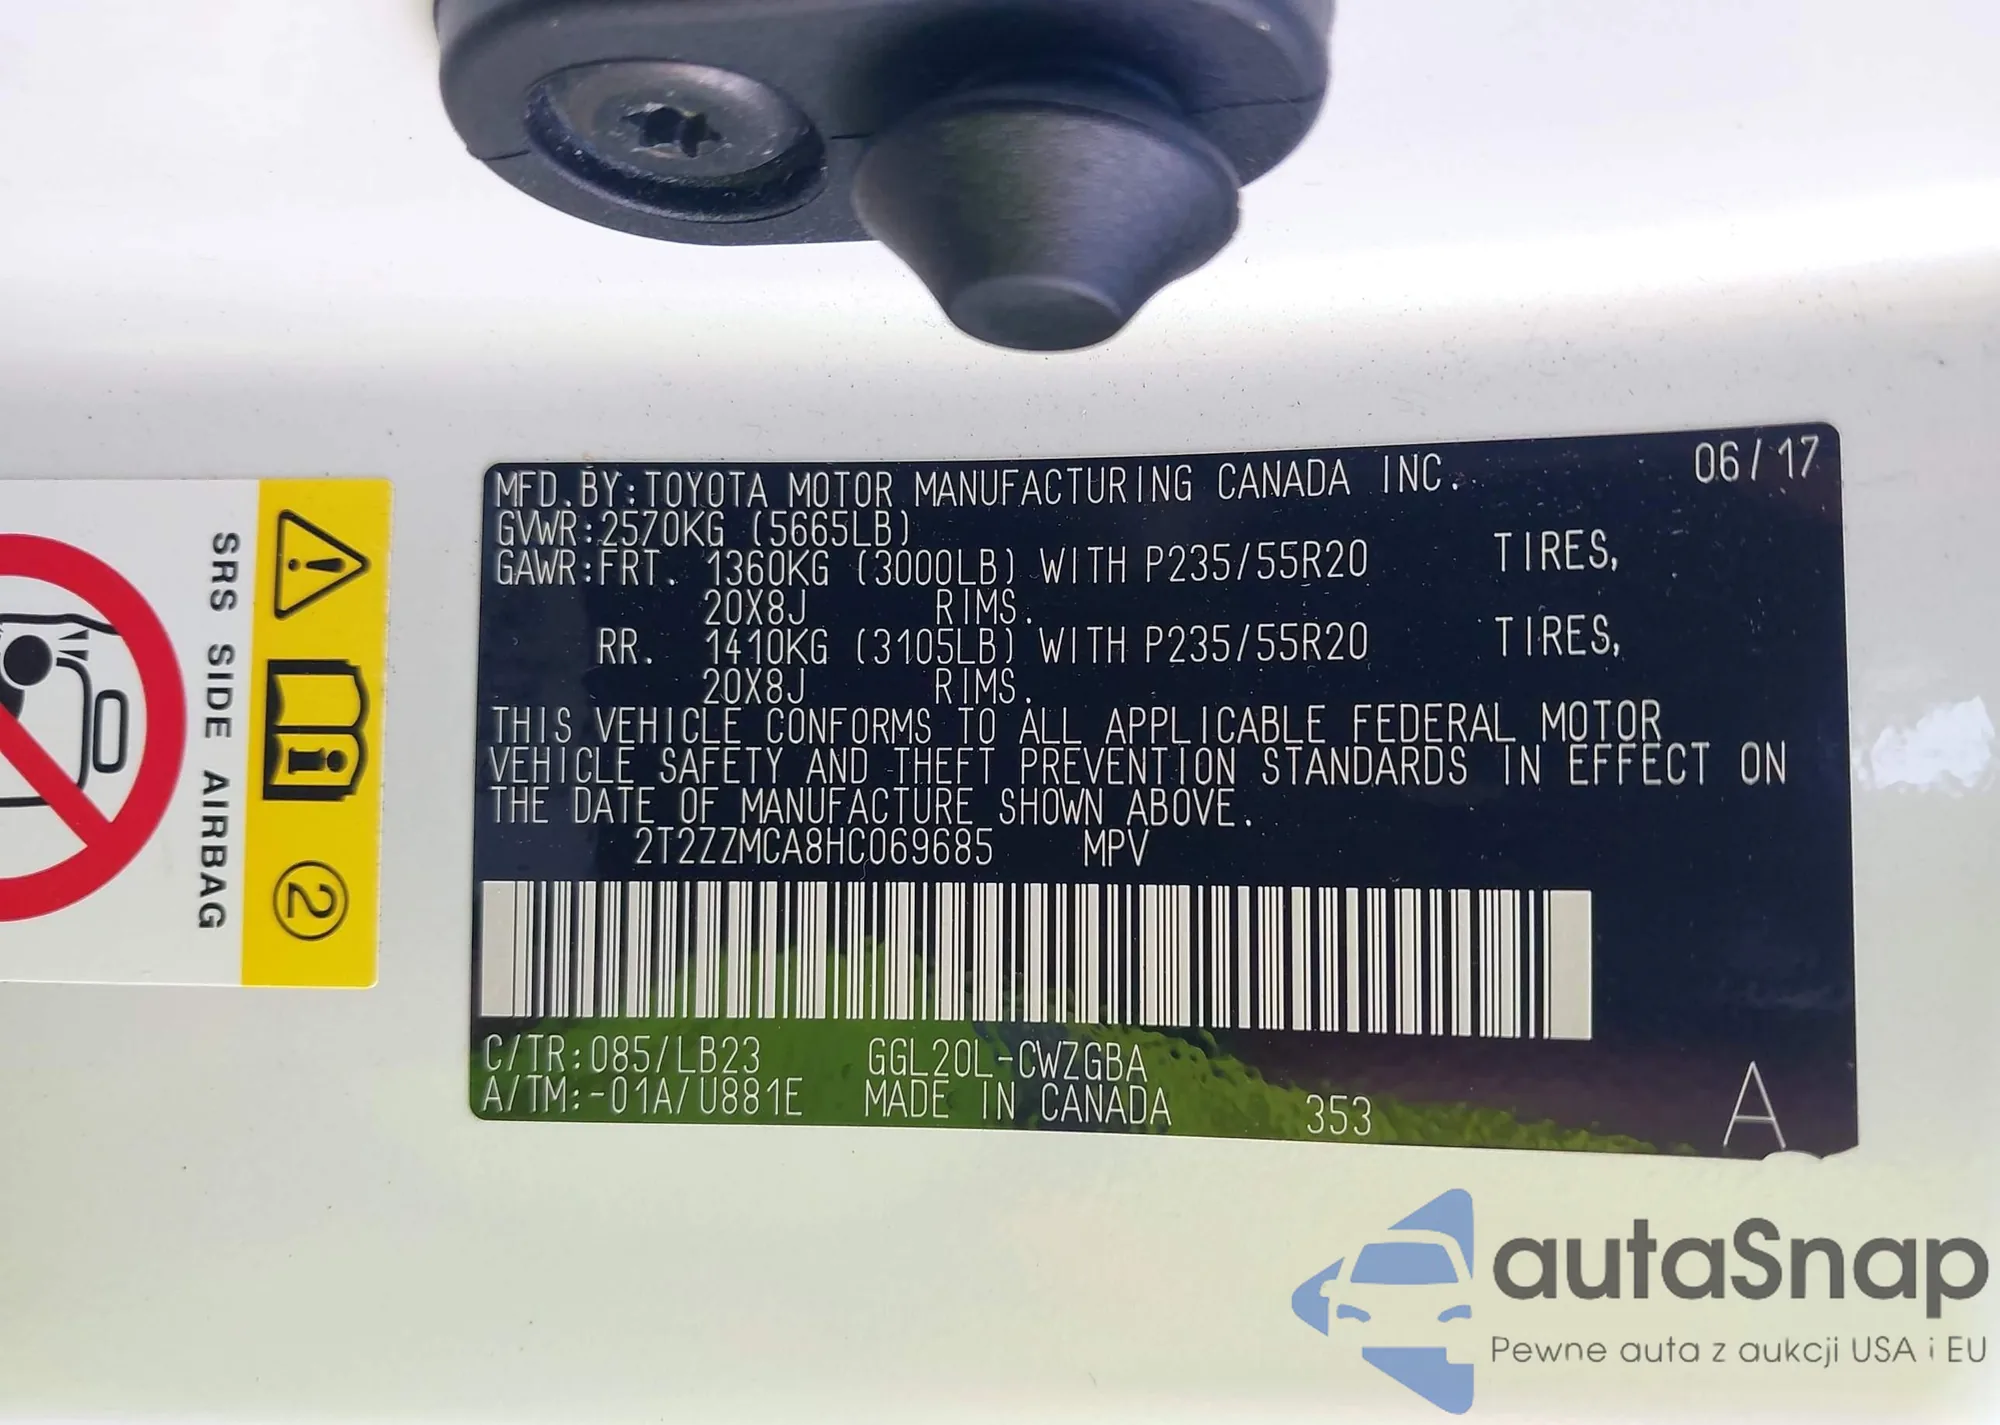 MFD. BY: TOYOTA MOTOR MANUFACTURING CANADA INC. 06/17
GVWR: 2570KG (5665LB)
GAWR: FRT. 1360KG (3000LB) WITH P235/55R20 TIRES,
20X8J RIMS.
RR. 1410KG (3105LB) WITH P235/55R20 TIRES,
20X8J RIMS.
THIS VEHICLE CONFORMS TO ALL APPLICABLE FEDERAL MOTOR
VEHICLE SAFETY AND THEFT PREVENTION STANDARDS IN EFFECT ON
THE DATE OF MANUFACTURE SHOWN ABOVE.
2T2ZZMCA8HC069685 MPV
C/TR: 085/LB23 GGL20L-CWZGBA
A/TM: -01A/U881E MADE IN CANADA 353 A
SRS SIDE AIRBAG
2
autaSnap
Pewne auta z aukcji USA i EU